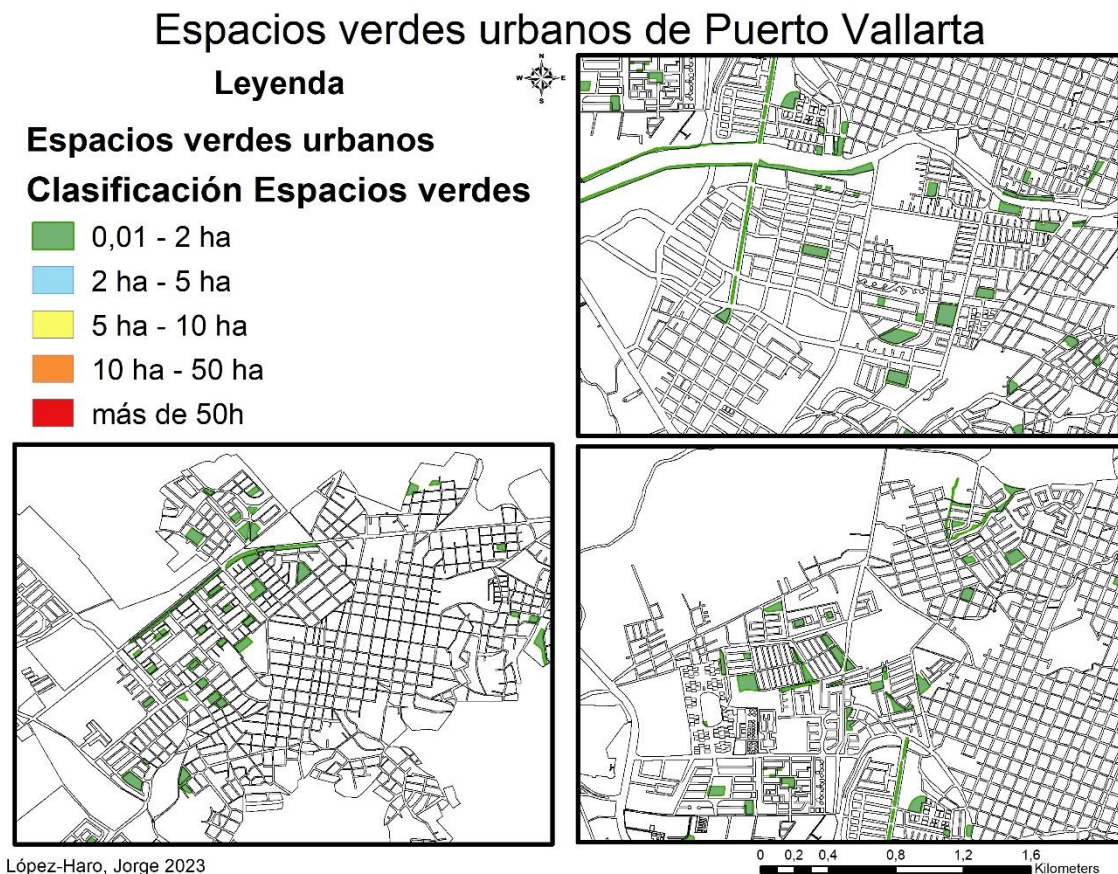 Espacios verdes urbanos de Puerto Vallarta
Leyenda
N
W E
S
Espacios verdes urbanos
Clasificación Espacios verdes
0,01 - 2 ha
2 ha - 5 ha
5 ha - 10 ha
10 ha - 50 ha
más de 50h
López-Haro, Jorge 2023
0 0,2 0,4 0,8 1,2 1,6
Kilometers